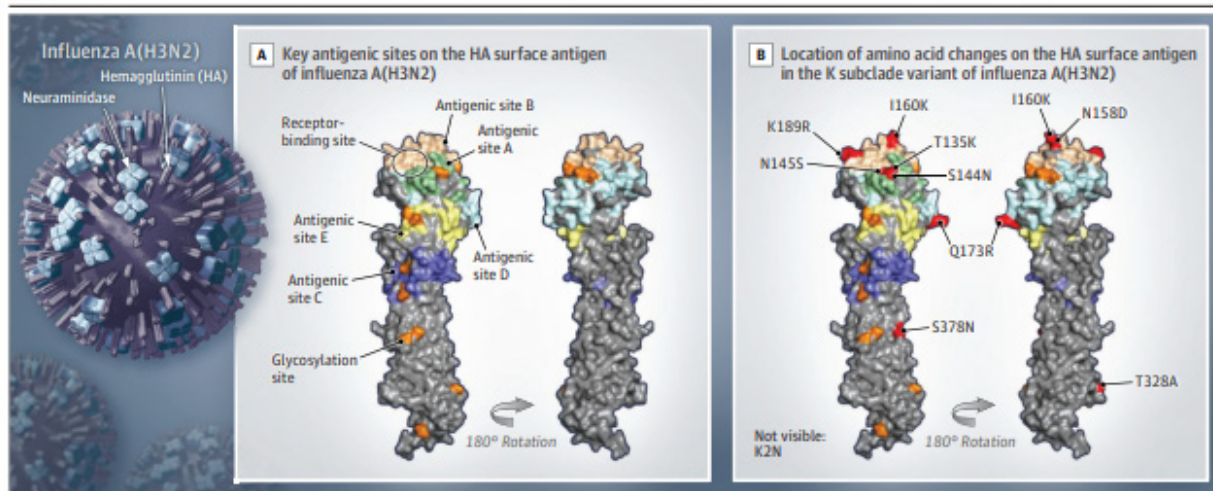 Influenza A(H3N2)
Hemagglutinin (HA)
Neuraminidase
A Key antigenic sites on the HA surface antigen
of influenza A(H3N2)
Antigenic site B
Receptor-
binding site
Antigenic
site A
Antigenic
site E
Antigenic
site D
Antigenic
site C
Glycosylation
site
180° Rotation
B Location of amino acid changes on the HA surface antigen
in the K subclade variant of influenza A(H3N2)
I160K
I160K
N158D
K189R
T135K
N145S
S144N
Q173R
S378N
T328A
Not visible:
K2N
180° Rotation